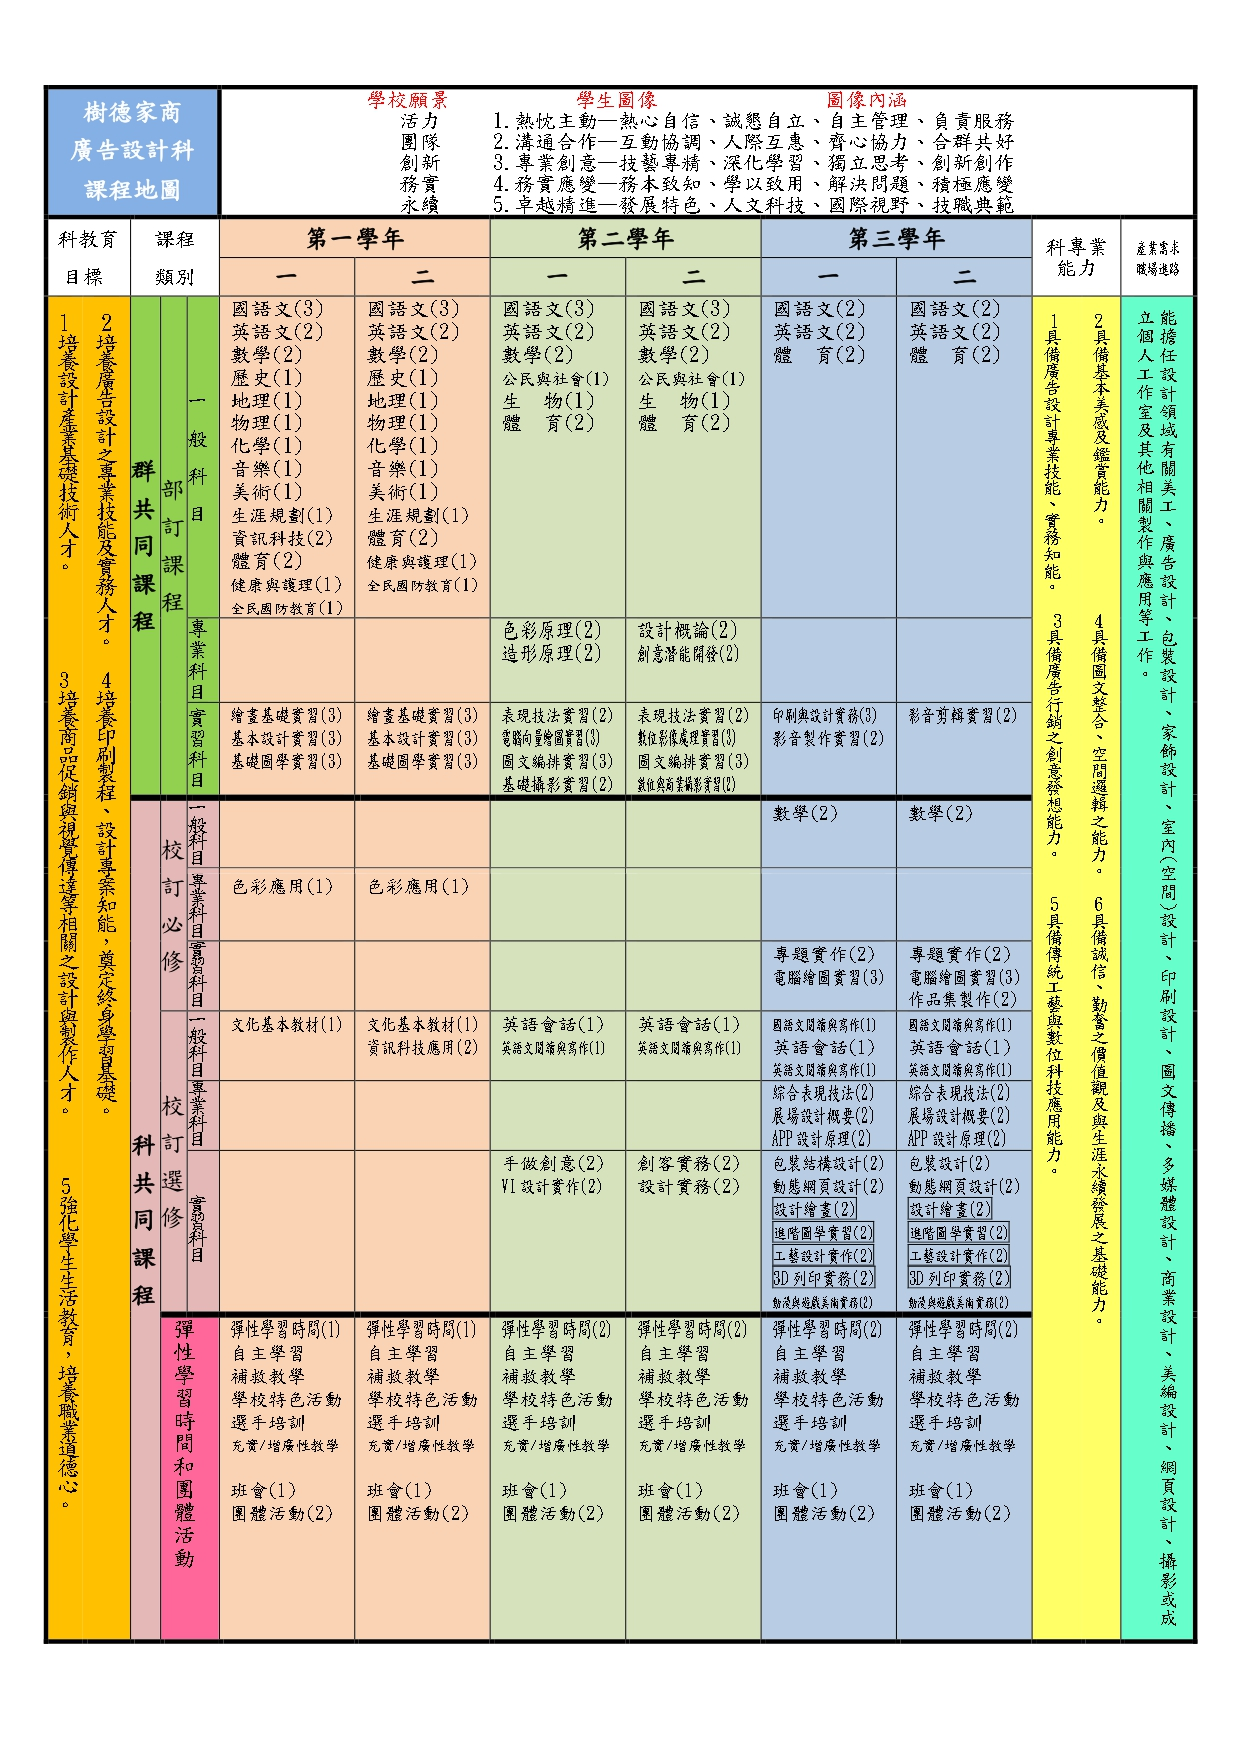 樹德家商
廣告設計科
課程地圖
學校願景 學生圖像 圖像內涵
活力 1.熱忱主動—熱心自信、誠懇自立、自主管理、負責服務
團隊 2.溝通合作—互動協調、人際互惠、齊心協力、合群共好
創新 3.專業創意—技藝專精、深化學習、獨立思考、創新創作
務實 4.務實應變—務本致知、學以致用、解決問題、積極應變
永續 5.卓越精進—發展特色、人文科技、國際視野、技職典範
科教育目標
課程類別
第一學年 第二學年 第三學年
一 二 一 二 一 二
科專業能力
產業需求
職場進路
1培養設計產業基礎技術人才。
2培養廣告設計之專業技能及實務人才。
3培養商品促銷與視覺傳達等相關之設計與製作人才。
4培養印刷製程、設計專案知能,奠定終身學習基礎。
5強化學生生活教育,培養職業道德心。
群共同課程
部訂課程
一般科目
國語文(3) 國語文(3) 國語文(3) 國語文(3) 國語文(2) 國語文(2)
英語文(2) 英語文(2) 英語文(2) 英語文(2) 英語文(2) 英語文(2)
數學(2) 數學(2) 數學(2) 數學(2) 體 育(2) 體 育(2)
歷史(1) 歷史(1) 公民與社會(1) 公民與社會(1)
地理(1) 地理(1) 生 物(1) 生 物(1)
物理(1) 物理(1) 體 育(2) 體 育(2)
化學(1) 化學(1)
音樂(1) 音樂(1)
美術(1) 美術(1)
生涯規劃(1) 生涯規劃(1)
資訊科技(2) 體育(2)
體育(2) 健康與護理(1)
健康與護理(1) 全民國防教育(1)
全民國防教育(1)
專業科目
色彩原理(2) 設計概論(2)
造形原理(2) 創意潛能開發(2)
實習科目
繪畫基礎實習(3) 繪畫基礎實習(3) 表現技法實習(2) 表現技法實習(2) 印刷與設計實務(3) 影音剪輯實習(2)
基本設計實習(3) 基本設計實習(3) 電腦向量繪圖實習(3) 數位影像處理實習(3) 影音製作實習(2)
基礎圖學實習(3) 基礎圖學實習(3) 圖文編排實習(3) 圖文編排實習(3)
基礎攝影實習(2) 數位與商業攝影實習(2)
科共同課程
校訂必修
一般科目
數學(2) 數學(2)
專業科目
色彩應用(1) 色彩應用(1)
實習科目
專題實作(2) 專題實作(2)
電腦繪圖實習(3) 電腦繪圖實習(3)
作品集製作(2)
校訂選修
一般科目
文化基本教材(1) 文化基本教材(1) 英語會話(1) 英語會話(1) 國語文閱讀與寫作(1) 國語文閱讀與寫作(1)
資訊科技應用(2) 英語文閱讀與寫作(1) 英語文閱讀與寫作(1) 英語會話(1) 英語會話(1)
英語文閱讀與寫作(1) 英語文閱讀與寫作(1)
專業科目
綜合表現技法(2) 綜合表現技法(2)
展場設計概要(2) 展場設計概要(2)
APP設計原理(2) APP設計原理(2)
實習科目
手做創意(2) 創客實務(2) 包裝結構設計(2) 包裝設計(2)
VI設計實作(2) 設計實務(2) 動態網頁設計(2) 動態網頁設計(2)
設計繪畫(2) 設計繪畫(2)
進階圖學實習(2) 進階圖學實習(2)
工藝設計實作(2) 工藝設計實作(2)
3D列印實務(2) 3D列印實務(2)
動漫與遊戲美術實務(2) 動漫與遊戲美術實務(2)
彈性學習時間和團體活動
彈性學習時間(1) 彈性學習時間(1) 彈性學習時間(2) 彈性學習時間(2) 彈性學習時間(2) 彈性學習時間(2)
自主學習 自主學習 自主學習 自主學習 自主學習 自主學習
補救教學 補救教學 補救教學 補救教學 補救教學 補救教學
學校特色活動 學校特色活動 學校特色活動 學校特色活動 學校特色活動 學校特色活動
選手培訓 選手培訓 選手培訓 選手培訓 選手培訓 選手培訓
充實/增廣性教學 充實/增廣性教學 充實/增廣性教學 充實/增廣性教學 充實/增廣性教學 充實/增廣性教學
班會(1) 班會(1) 班會(1) 班會(1) 班會(1) 班會(1)
團體活動(2) 團體活動(2) 團體活動(2) 團體活動(2) 團體活動(2) 團體活動(2)
1具備廣告設計專業技能、實務知能。
2具備基本美感及鑑賞能力。
3具備廣告行銷之創意發想能力。
4具備圖文整合、空間邏輯之能力。
5具備傳統工藝與數位科技應用能力。
6具備誠信、勤奮之價值觀及與生涯永續發展之基礎能力。
能擔任設計領域有關美工、廣告設計、包裝設計、家飾設計、室內(空間)設計、印刷設計、圖文傳播、多媒體設計、商業設計、美編設計、網頁設計、攝影或成
立個人工作室及其他相關製作與應用等工作。